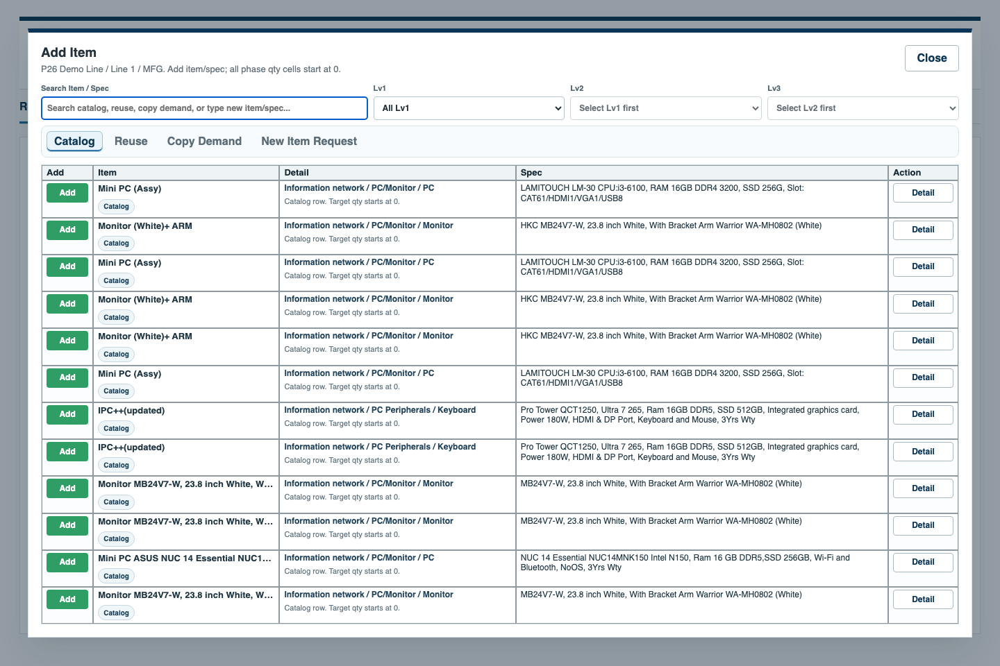 R
Add Item
Close
P26 Demo Line / Line 1 / MFG. Add item/spec; all phase qty cells start at 0.
Search Item / Spec
Lv1
Lv2
Lv3
Search catalog, reuse, copy demand, or type new item/spec...
All Lv1
Select Lv1 first
Select Lv2 first
Catalog
Reuse
Copy Demand
New Item Request
Add
Item
Detail
Spec
Action
Add
Mini PC (Assy)
Catalog
Information network / PC/Monitor / PC
Catalog row. Target qty starts at 0.
LAMITOUCH LM-30 CPU:i3-6100, RAM 16GB DDR4 3200, SSD 256G, Slot:
CAT61/HDMI1/VGA1/USB8
Detail
Add
Monitor (White)+ ARM
Catalog
Information network / PC/Monitor / Monitor
Catalog row. Target qty starts at 0.
HKC MB24V7-W, 23.8 inch White, With Bracket Arm Warrior WA-MH0802 (White)
Detail
Add
Mini PC (Assy)
Catalog
Information network / PC/Monitor / PC
Catalog row. Target qty starts at 0.
LAMITOUCH LM-30 CPU:i3-6100, RAM 16GB DDR4 3200, SSD 256G, Slot:
CAT61/HDMI1/VGA1/USB8
Detail
Add
Monitor (White)+ ARM
Catalog
Information network / PC/Monitor / Monitor
Catalog row. Target qty starts at 0.
HKC MB24V7-W, 23.8 inch White, With Bracket Arm Warrior WA-MH0802 (White)
Detail
Add
Monitor (White)+ ARM
Catalog
Information network / PC/Monitor / Monitor
Catalog row. Target qty starts at 0.
HKC MB24V7-W, 23.8 inch White, With Bracket Arm Warrior WA-MH0802 (White)
Detail
Add
Mini PC (Assy)
Catalog
Information network / PC/Monitor / PC
Catalog row. Target qty starts at 0.
LAMITOUCH LM-30 CPU:i3-6100, RAM 16GB DDR4 3200, SSD 256G, Slot:
CAT61/HDMI1/VGA1/USB8
Detail
Add
IPC++(updated)
Catalog
Information network / PC Peripherals / Keyboard
Catalog row. Target qty starts at 0.
Pro Tower QCT1250, Ultra 7 265, Ram 16GB DDR5, SSD 512GB, Integrated graphics card,
Power 180W, HDMI & DP Port, Keyboard and Mouse, 3Yrs Wty
Detail
Add
IPC++(updated)
Catalog
Information network / PC Peripherals / Keyboard
Catalog row. Target qty starts at 0.
Pro Tower QCT1250, Ultra 7 265, Ram 16GB DDR5, SSD 512GB, Integrated graphics card,
Power 180W, HDMI & DP Port, Keyboard and Mouse, 3Yrs Wty
Detail
Add
Monitor MB24V7-W, 23.8 inch White, W...
Catalog
Information network / PC/Monitor / Monitor
Catalog row. Target qty starts at 0.
MB24V7-W, 23.8 inch White, With Bracket Arm Warrior WA-MH0802 (White)
Detail
Add
Monitor MB24V7-W, 23.8 inch White, W...
Catalog
Information network / PC/Monitor / Monitor
Catalog row. Target qty starts at 0.
MB24V7-W, 23.8 inch White, With Bracket Arm Warrior WA-MH0802 (White)
Detail
Add
Mini PC ASUS NUC 14 Essential NUC1...
Catalog
Information network / PC/Monitor / PC
Catalog row. Target qty starts at 0.
NUC 14 Essential NUC14MNK150 Intel N150, Ram 16 GB DDR5,SSD 256GB, Wi-Fi and
Bluetooth, NoOS, 3Yrs Wty
Detail
Add
Monitor MB24V7-W, 23.8 inch White, W...
Catalog
Information network / PC/Monitor / Monitor
Catalog row. Target qty starts at 0.
MB24V7-W, 23.8 inch White, With Bracket Arm Warrior WA-MH0802 (White)
Detail